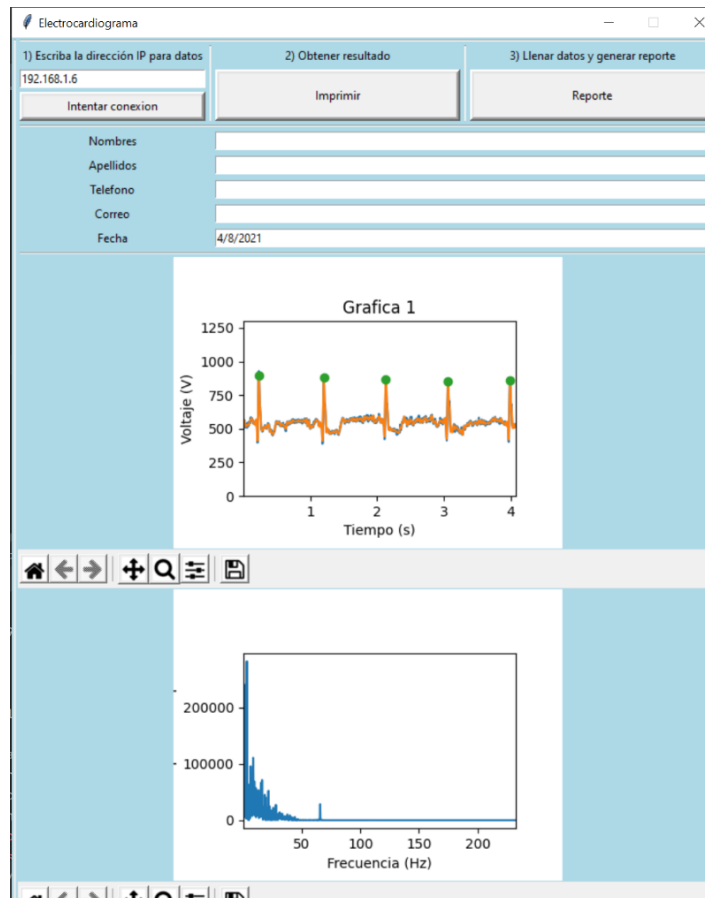 Electrocardiograma
1) Escriba la dirección IP para datos
2) Obtener resultado
3) Llenar datos y generar reporte
192.168.1.6
Intentar conexion
Imprimir
Reporte
Nombres
Apellidos
Telefono
Correo
Fecha
4/8/2021
Grafica 1
1250
1000
750
500
250
0
Voltaje (V)
1 2 3 4
Tiempo (s)
200000
100000
0
50 100 150 200
Frecuencia (Hz)